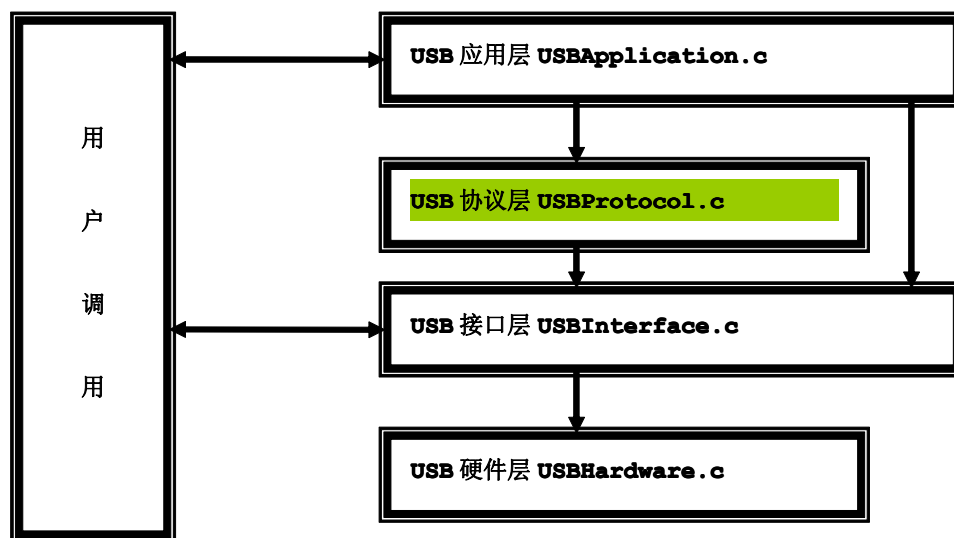 用
户
调
用
USB 应用层 USBApplication.c
USB 协议层 USBProtocol.c
USB 接口层 USBInterface.c
USB 硬件层 USBHardware.c